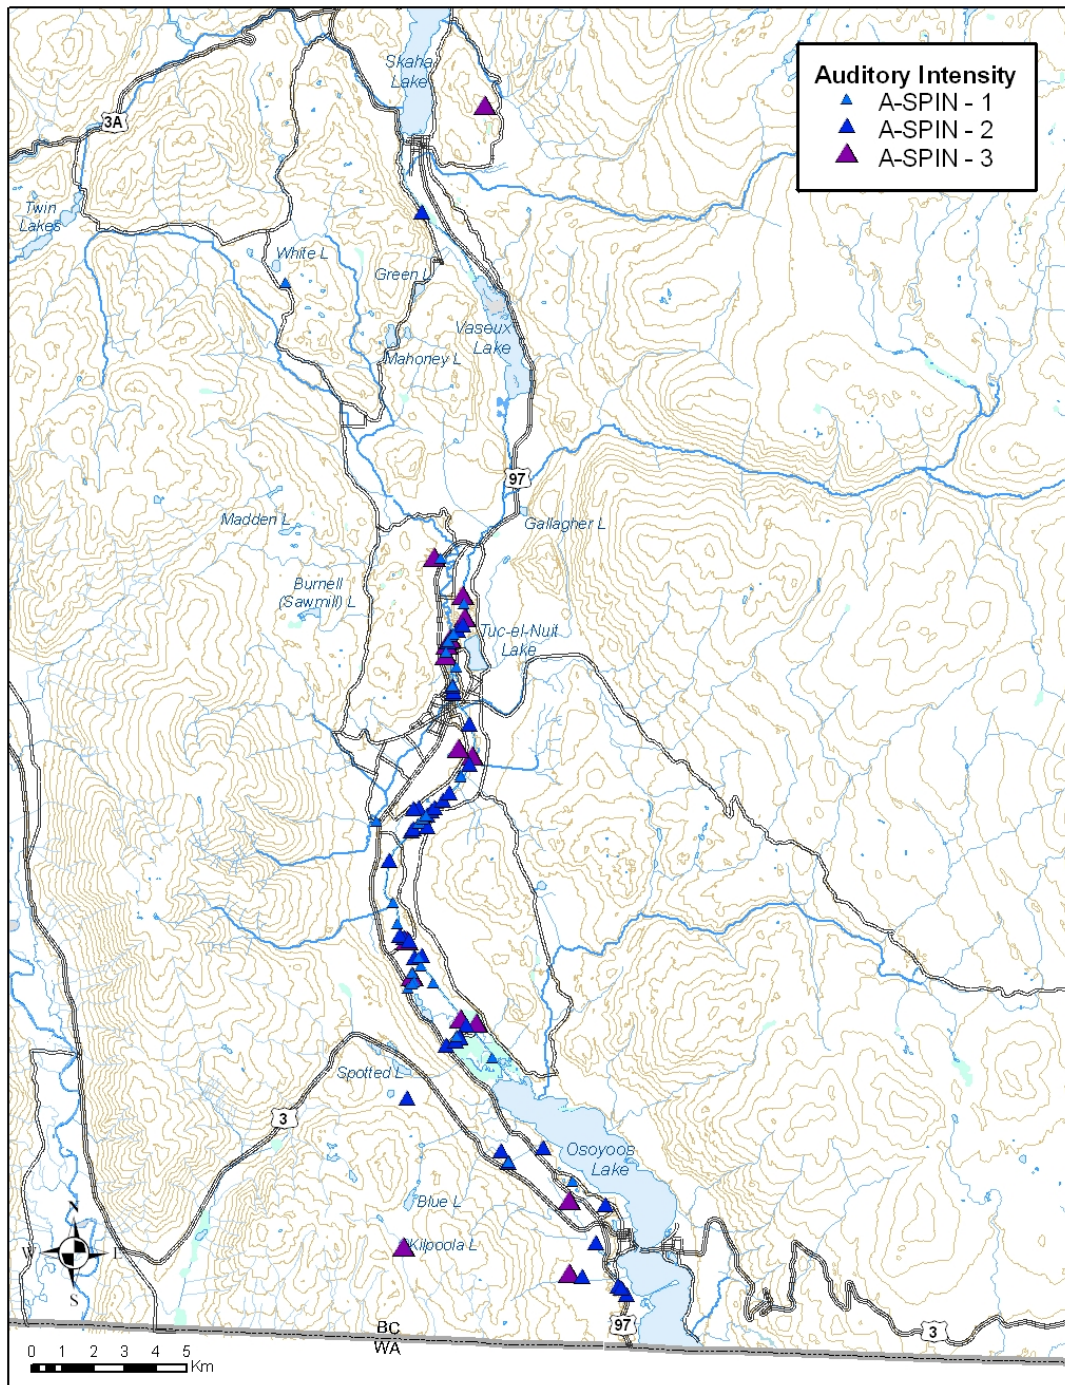 Auditory Intensity
A-SPIN - 1
A-SPIN - 2
A-SPIN - 3
Skaha
Lake
3A
Twin
Lakes
White L
Green L
Vaseux
Lake
Mahoney L
97
Madden L
Gallagher L
Burnell
(Sawmill) L
Tuc-el-Nuit
Lake
Spotted L
3
Osoyoos
Lake
Blue L
N
W E
S
Kilpoola L
BC
WA
97
3
0 1 2 3 4 5
Km